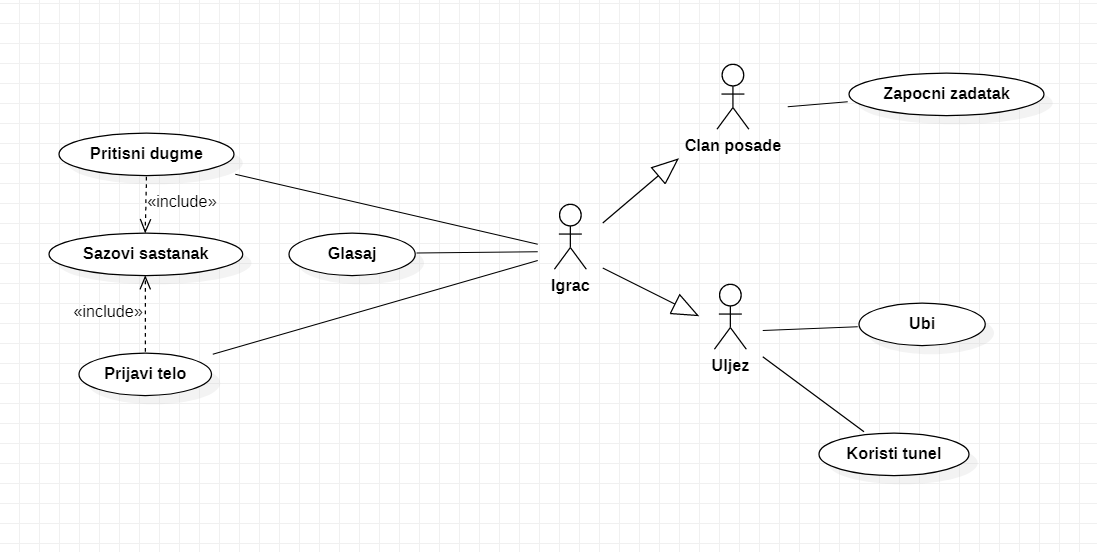 Clan posade
Zapocni zadatak
Pritisni dugme
«include»
Sazovi sastanak
Glasaj
Igrac
«include»
Prijavi telo
Uljez
Ubi
Koristi tunel